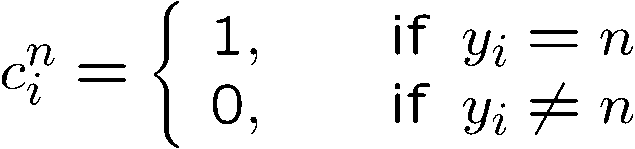 c_i^n = { 1, if y_i = n
0, if y_i ≠ n